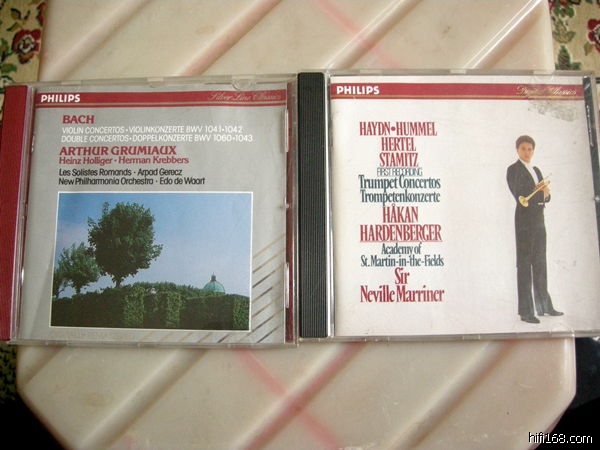 PHILIPS
Silver Line Classics
BACH
VIOLIN CONCERTOS · VIOLINKONZERTE BWV 1041 · 1042
DOUBLE CONCERTOS · DOPPELKONZERTE BWV 1060 · 1043
ARTHUR GRUMIAUX
Heinz Holliger · Herman Krebbers
Les Solistes Romands · Arpad Gerecz
New Philharmonia Orchestra · Edo de Waart
PHILIPS
Digital Classics
HAYDN · HUMMEL
HERTEL
STAMITZ
FIRST RECORDING
Trumpet Concertos
Trompetenkonzerte
HÅKAN
HARDENBERGER
Academy of
St. Martin-in-the-Fields
Sir
Neville Marriner
hifi168.com